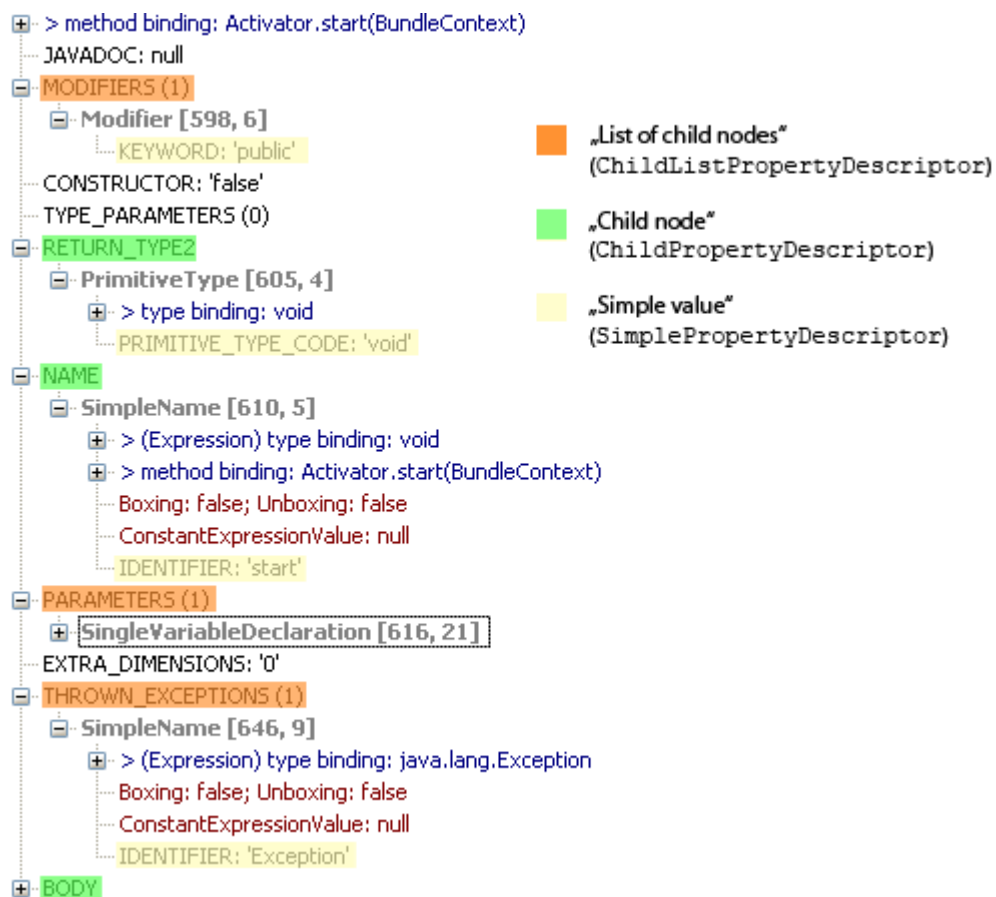 > method binding: Activator.start(BundleContext)
JAVADOC: null
MODIFIERS (1)
Modifier [598, 6]
KEYWORD: 'public'
CONSTRUCTOR: 'false'
TYPE_PARAMETERS (0)
RETURN_TYPE2
PrimitiveType [605, 4]
> type binding: void
PRIMITIVE_TYPE_CODE: 'void'
NAME
SimpleName [610, 5]
> (Expression) type binding: void
> method binding: Activator.start(BundleContext)
Boxing: false; Unboxing: false
ConstantExpressionValue: null
IDENTIFIER: 'start'
PARAMETERS (1)
SingleVariableDeclaration [616, 21]
EXTRA_DIMENSIONS: '0'
THROWN_EXCEPTIONS (1)
SimpleName [646, 9]
> (Expression) type binding: java.lang.Exception
Boxing: false; Unboxing: false
ConstantExpressionValue: null
IDENTIFIER: 'Exception'
BODY
„List of child nodes“
(ChildListPropertyDescriptor)
„Child node“
(ChildPropertyDescriptor)
„Simple value“
(SimplePropertyDescriptor)